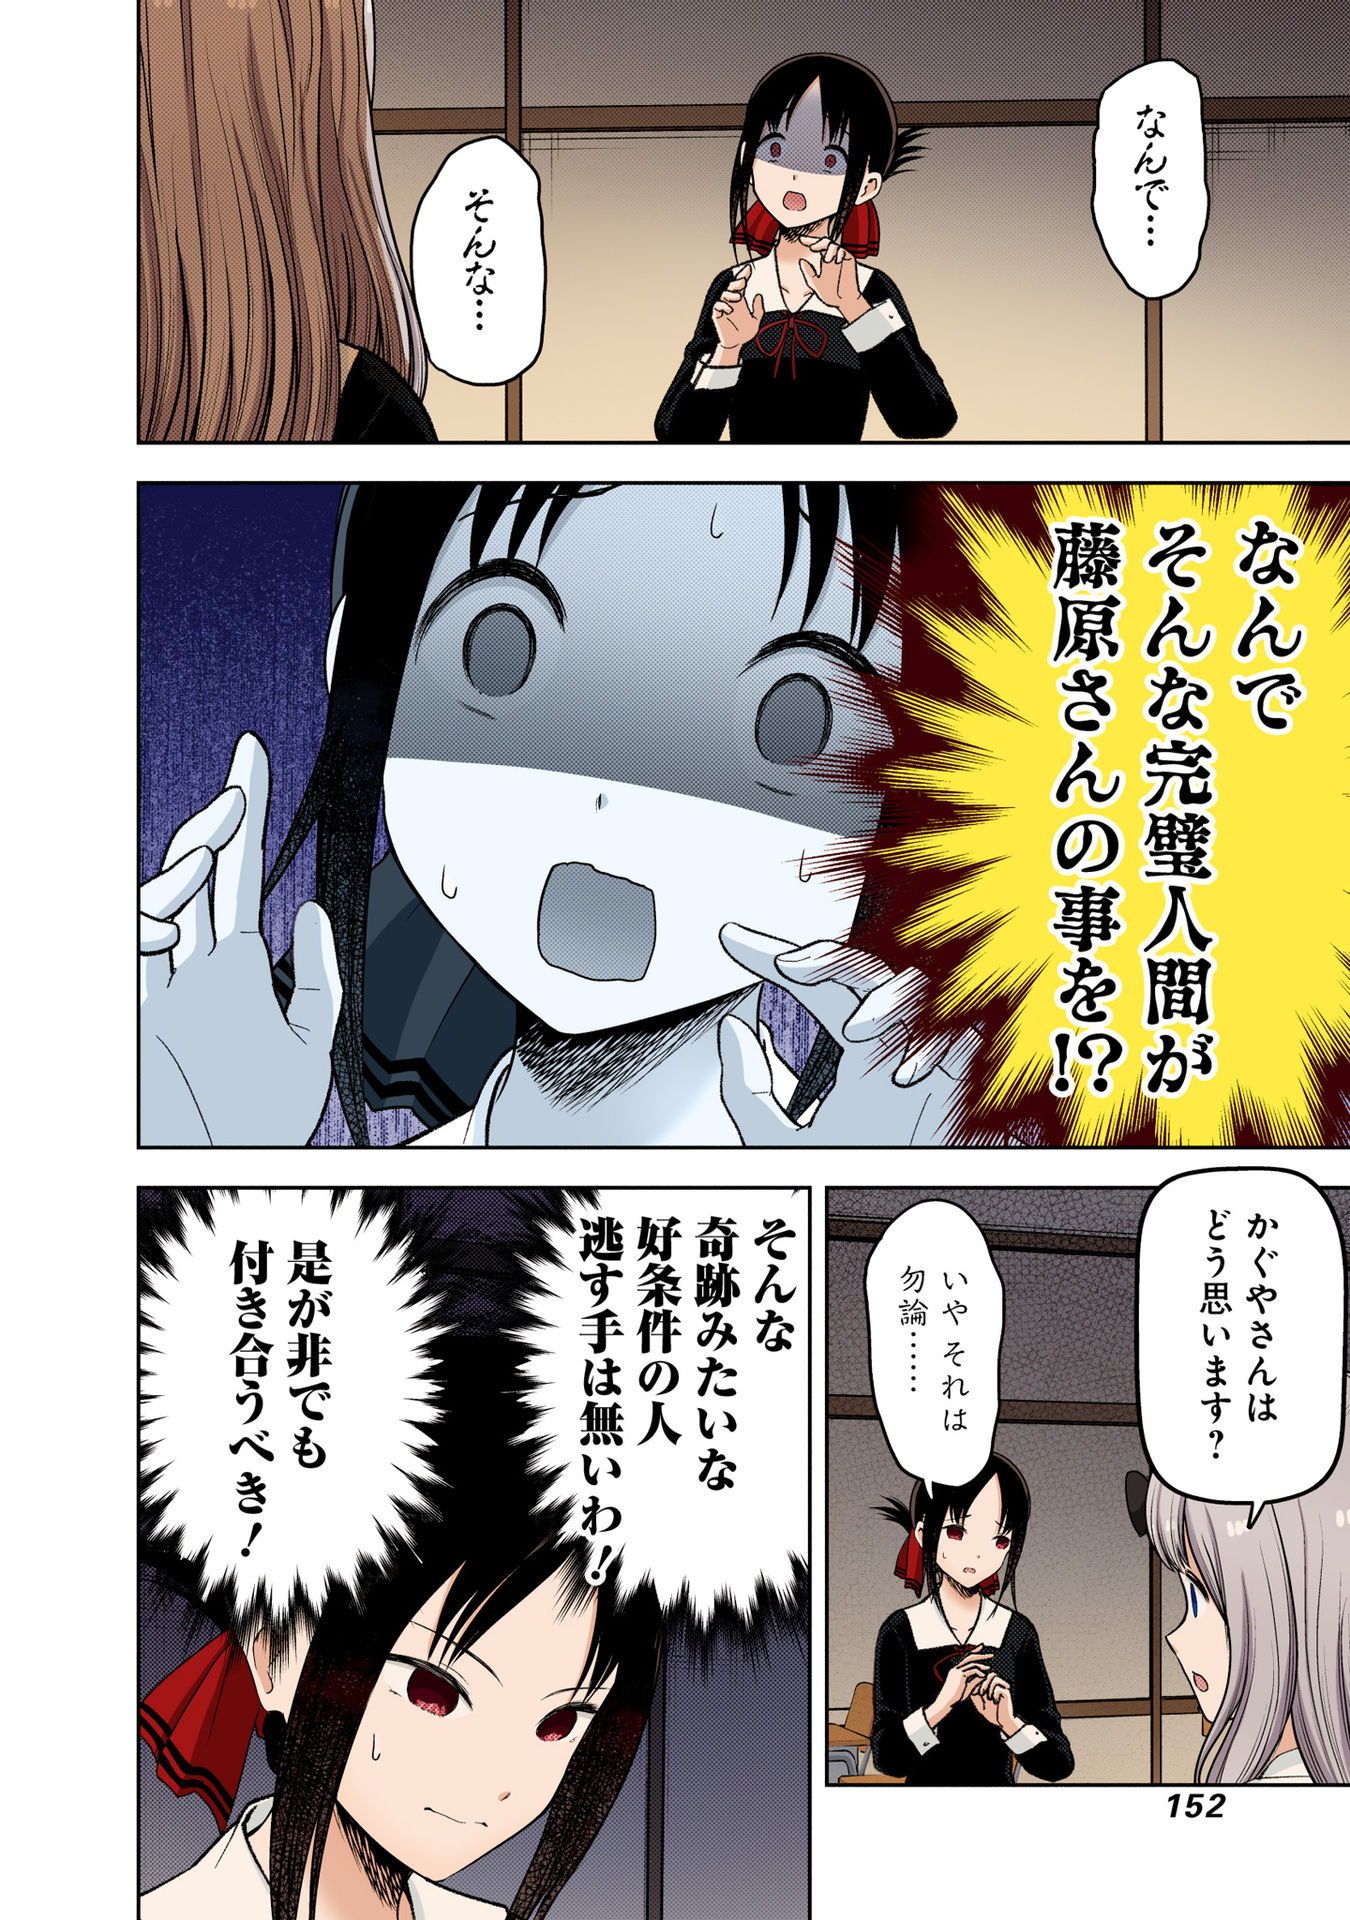 なんで…
そんな…
なんで
そんな完璧人間が
藤原さんの事を!?
かぐやさんは
どう思います?
いや それは
勿論……
そんな
奇跡みたいな
好条件の人
逃す手は無いわ!
是が非でも
付き合うべき!
152